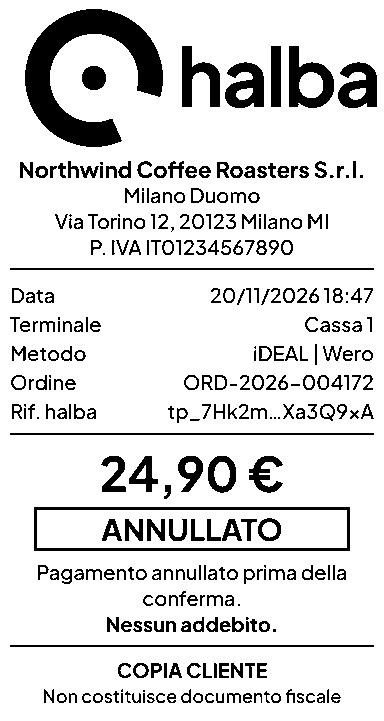 halba
Northwind Coffee Roasters S.r.l.
Milano Duomo
Via Torino 12, 20123 Milano MI
P. IVA IT01234567890
Data 20/11/2026 18:47
Terminale Cassa 1
Metodo iDEAL | Wero
Ordine ORD-2026-004172
Rif. halba tp_7Hk2m…Xa3Q9xA
24,90 €
ANNULLATO
Pagamento annullato prima della
conferma.
Nessun addebito.
COPIA CLIENTE
Non costituisce documento fiscale